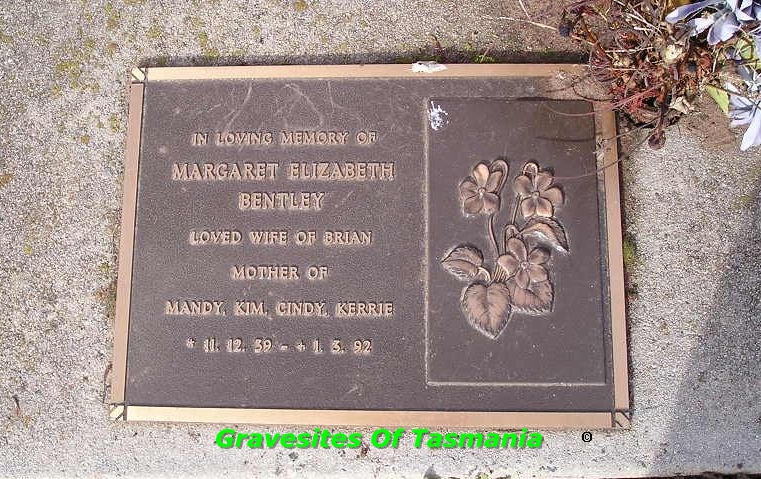 IN LOVING MEMORY OF
MARGARET ELIZABETH
BENTLEY
LOVED WIFE OF BRIAN
MOTHER OF
MANDY, KIM, CINDY, KERRIE
* 11. 12. 39 - + 1. 3. 92
Gravesites Of Tasmania ©